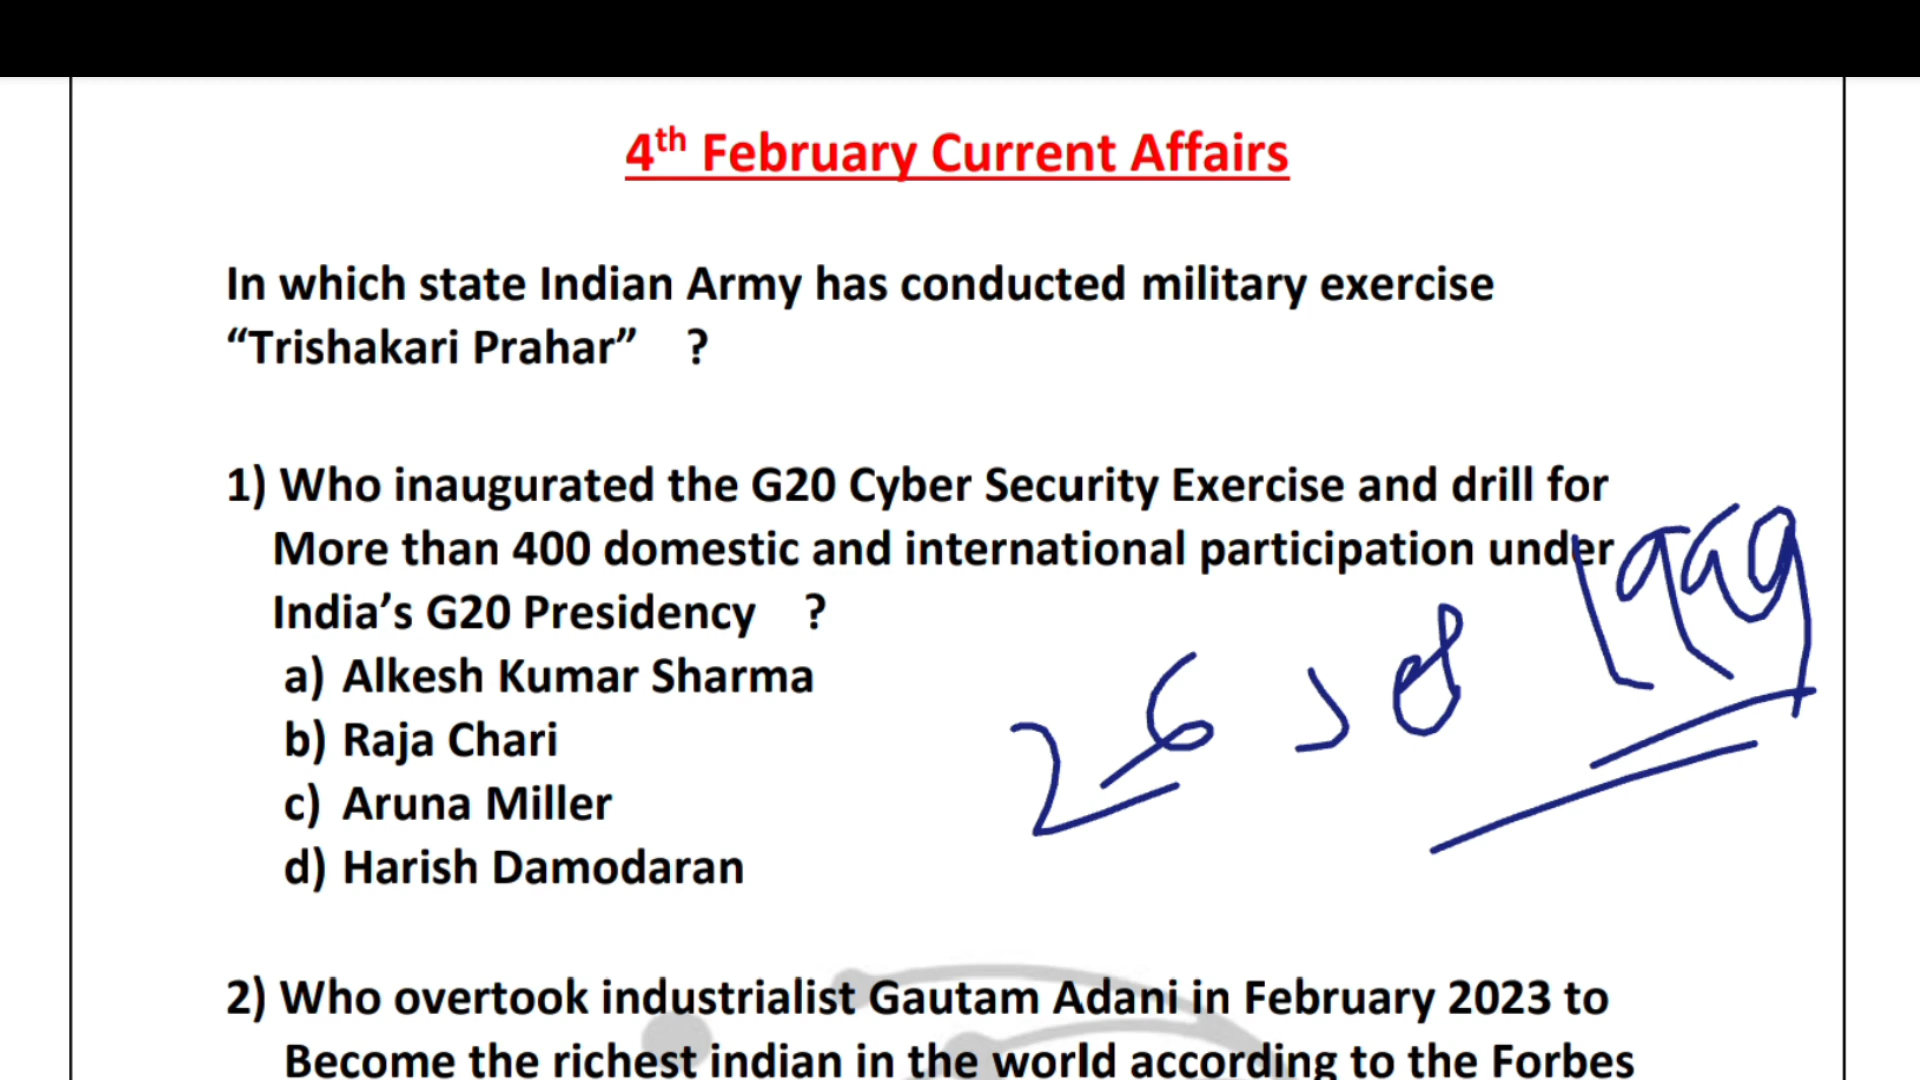 4th February Current Affairs
In which state Indian Army has conducted military exercise
“Trishakari Prahar” ?
1) Who inaugurated the G20 Cyber Security Exercise and drill for
More than 400 domestic and international participation under
India’s G20 Presidency ?
a) Alkesh Kumar Sharma
b) Raja Chari
c) Aruna Miller
d) Harish Damodaran
2) Who overtook industrialist Gautam Adani in February 2023 to
Become the richest indian in the world according to the Forbes